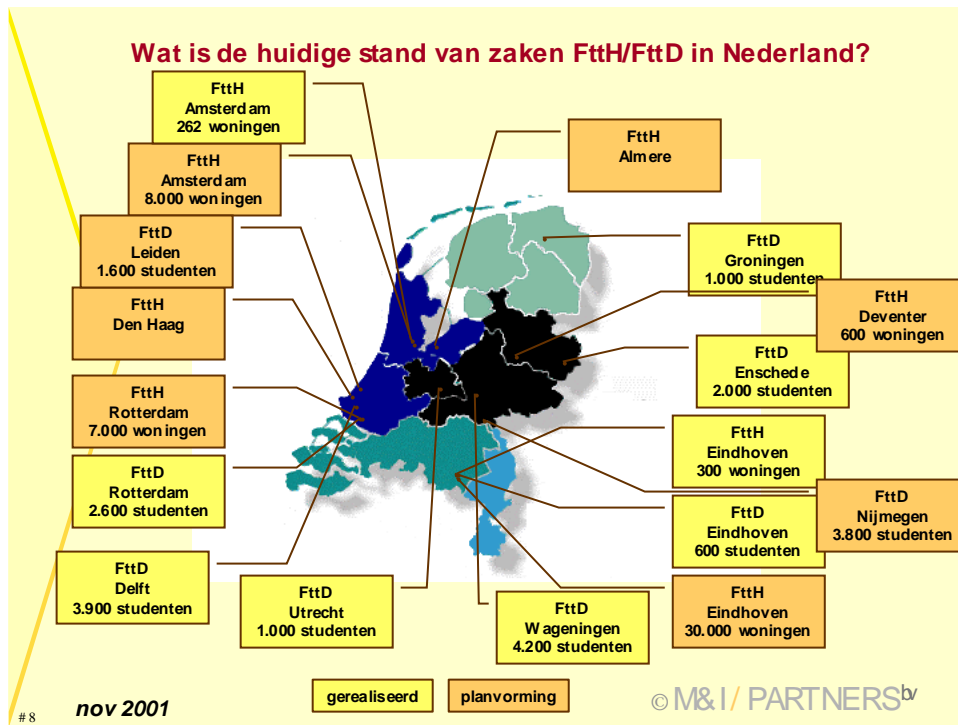 Wat is de huidige stand van zaken FttH/FttD in Nederland?
FttH
Amsterdam
262 woningen
FttH
Amsterdam
8.000 woningen
FttD
Leiden
1.600 studenten
FttH
Den Haag
FttH
Rotterdam
7.000 woningen
FttD
Rotterdam
2.600 studenten
FttD
Delft
3.900 studenten
FttD
Utrecht
1.000 studenten
FttD
Wageningen
4.200 studenten
FttH
Almere
FttD
Groningen
1.000 studenten
FttH
Deventer
600 woningen
FttD
Enschede
2.000 studenten
FttH
Eindhoven
300 woningen
FttD
Eindhoven
600 studenten
FttD
Nijmegen
3.800 studenten
FttH
Eindhoven
30.000 woningen
gerealiseerd
planvorming
# 8
nov 2001
© M&I/PARTNERS bv